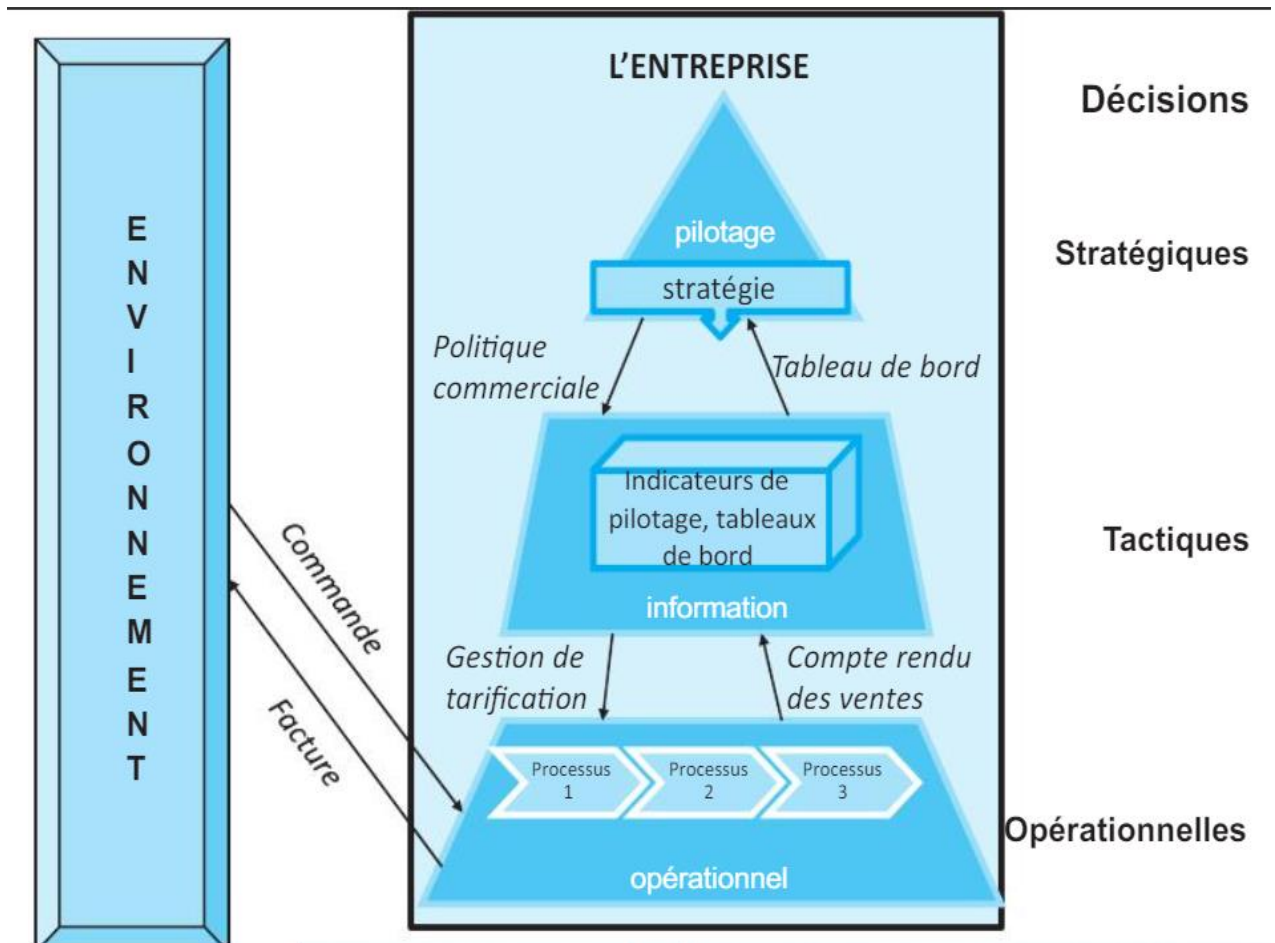 L'ENTREPRISE
Décisions
ENVIRONNEMENT
pilotage
Stratégiques
stratégie
Politique
commerciale
Tableau de bord
Indicateurs de
pilotage, tableaux
de bord
Tactiques
information
Commande
Facture
Gestion de
tarification
Compte rendu
des ventes
Processus
1
Processus
2
Processus
3
Opérationnelles
opérationnel